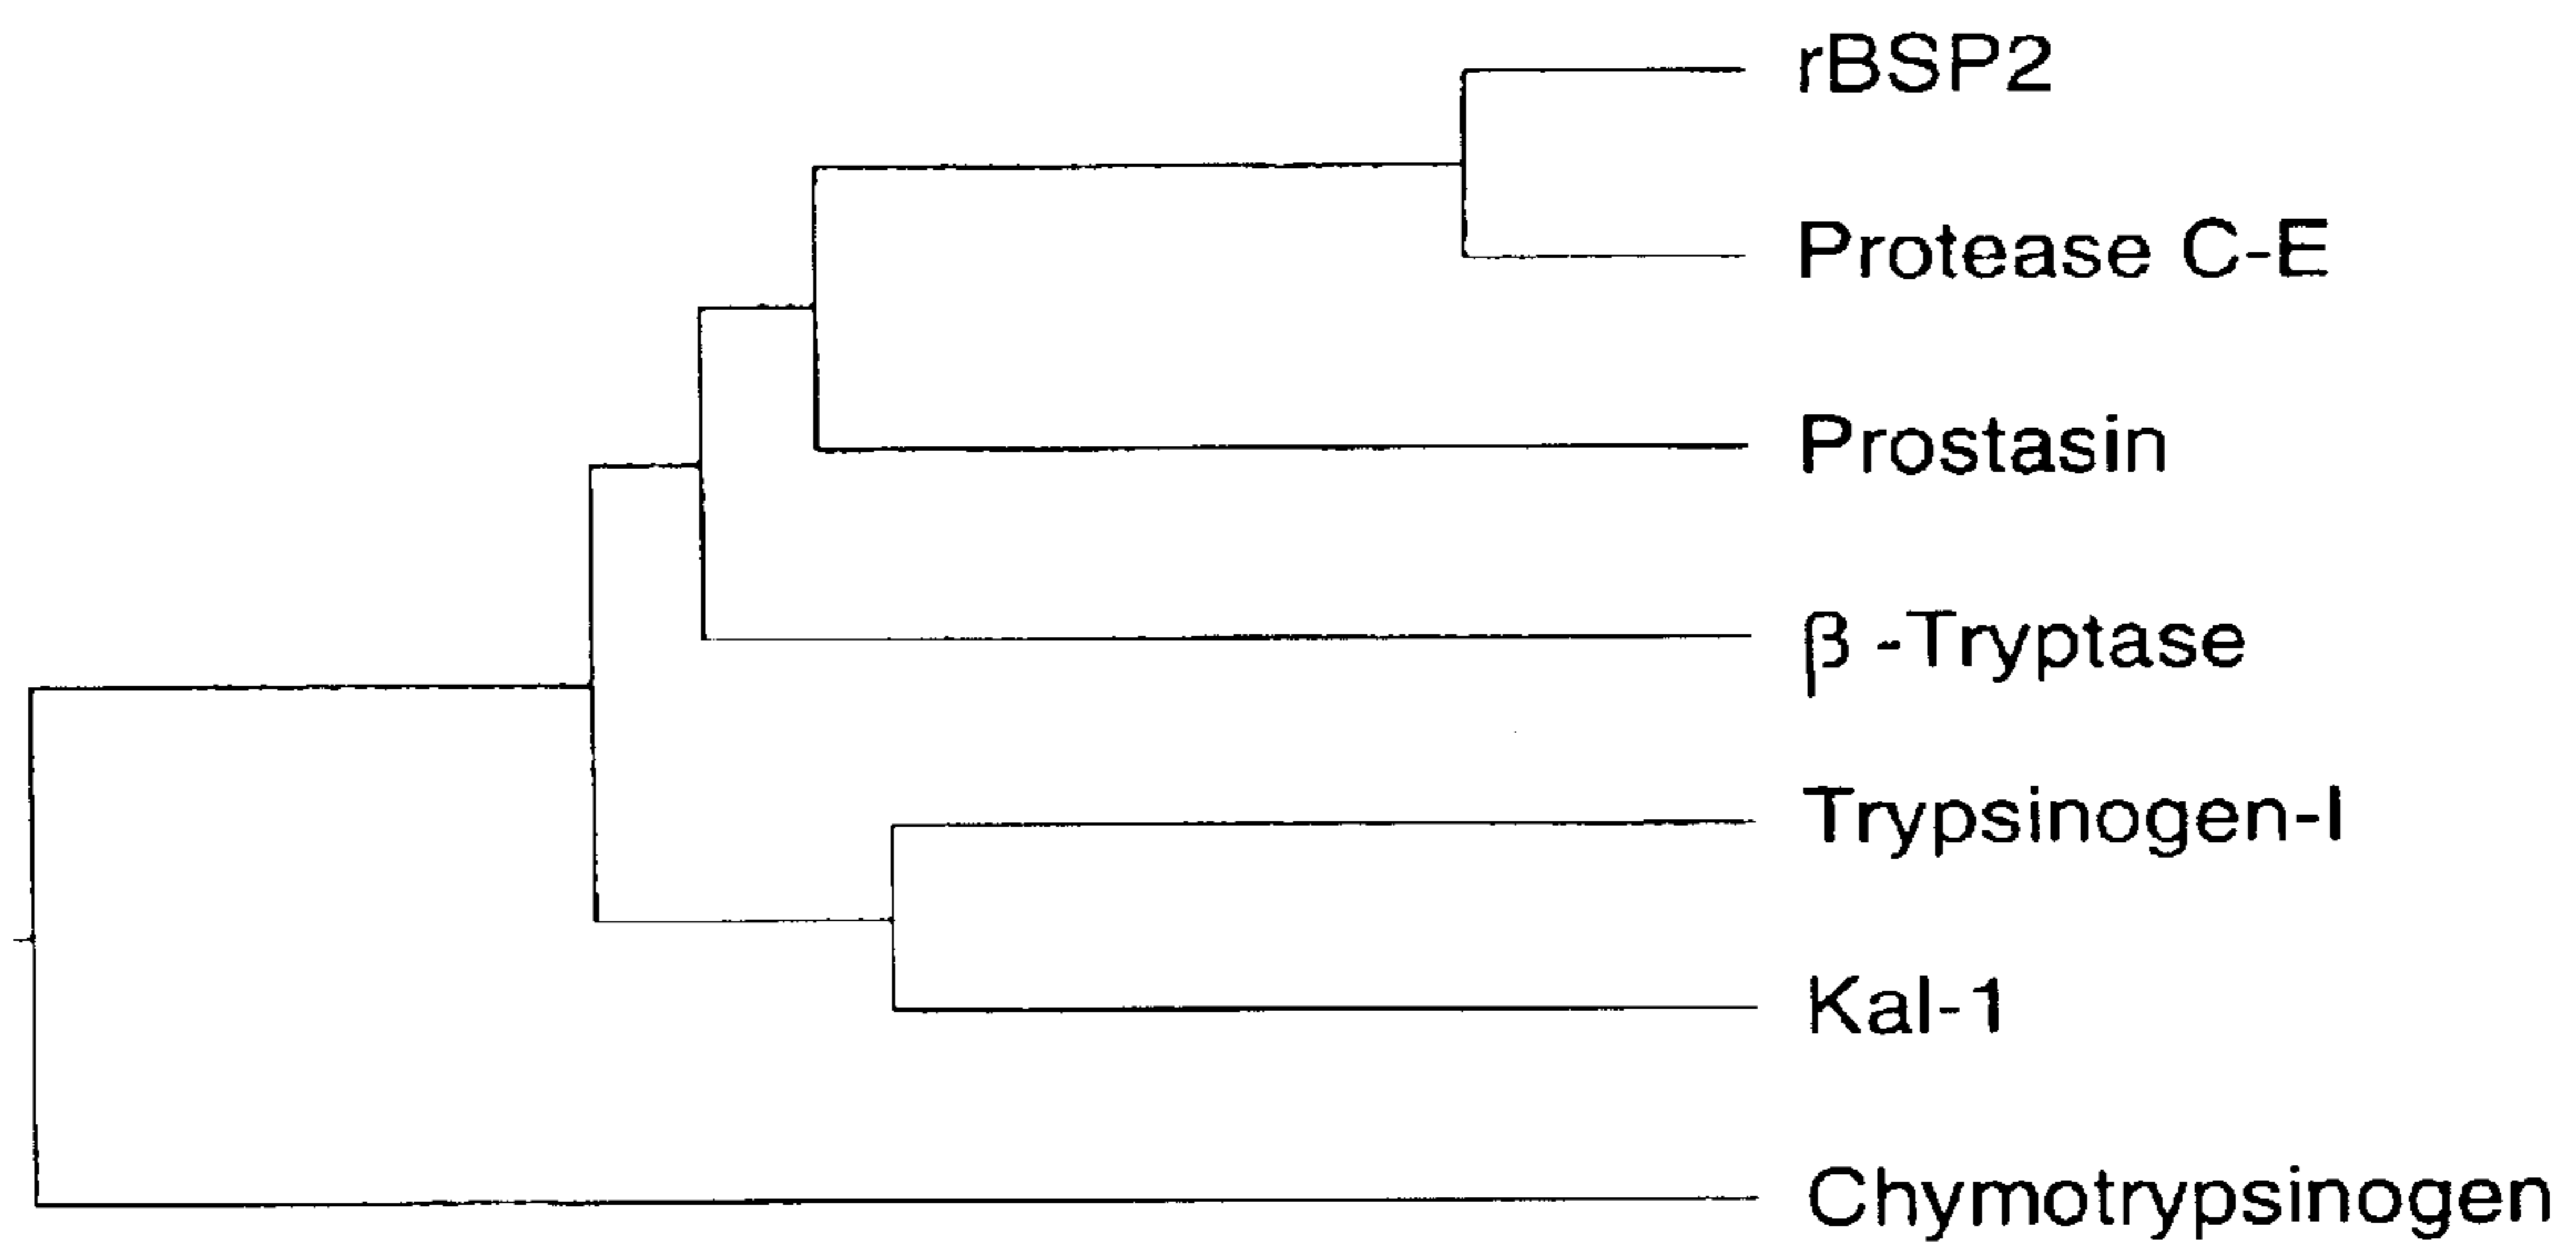 rBSP2
Protease C-E
Prostasin
β -Tryptase
Trypsinogen-I
Kal-1
Chymotrypsinogen